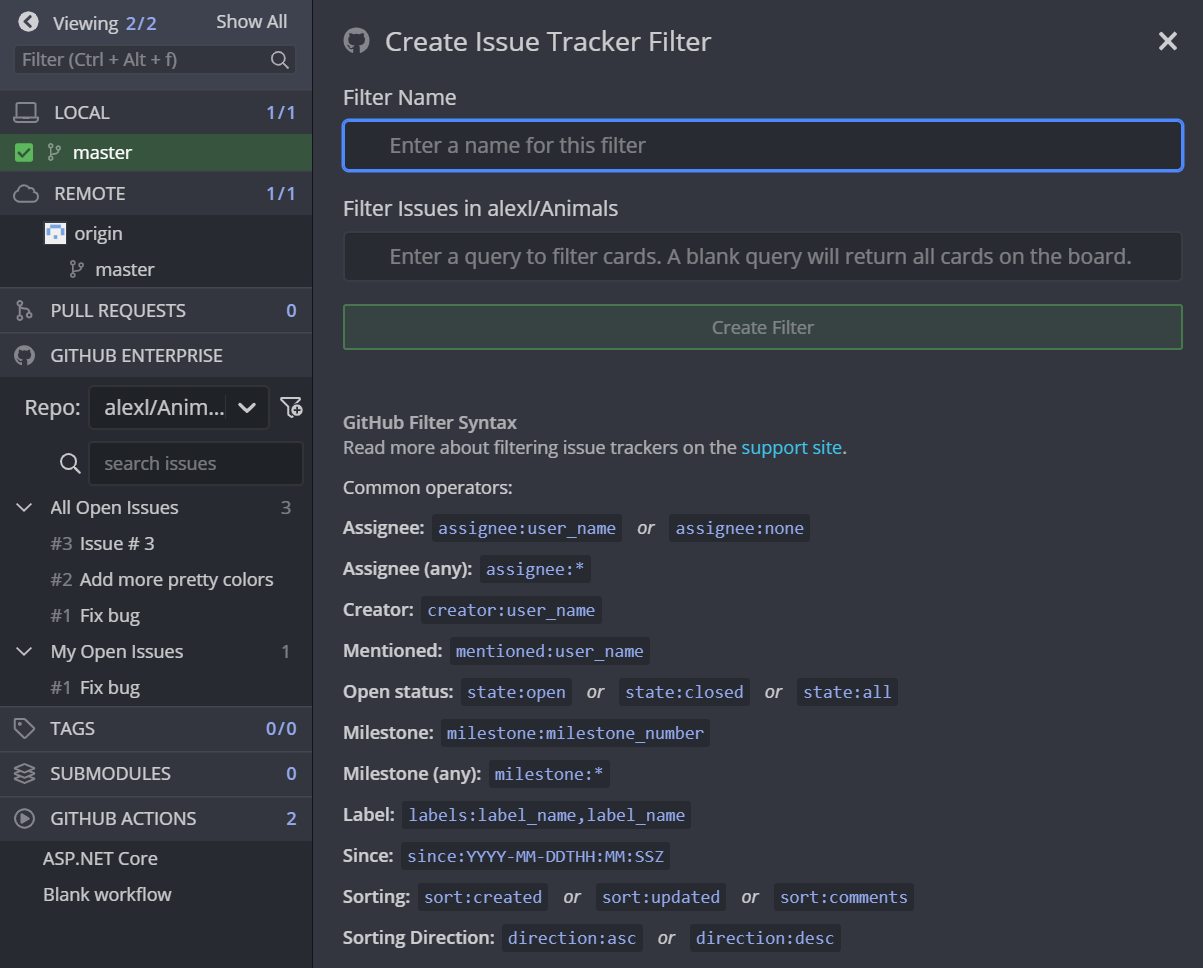 Viewing 2/2 Show All
Filter (Ctrl + Alt + f)
LOCAL 1/1
master
REMOTE 1/1
origin
master
PULL REQUESTS 0
GITHUB ENTERPRISE
Repo: alexl/Anim...
search issues
All Open Issues 3
#3 Issue # 3
#2 Add more pretty colors
#1 Fix bug
My Open Issues 1
#1 Fix bug
TAGS 0/0
SUBMODULES 0
GITHUB ACTIONS 2
ASP.NET Core
Blank workflow
Create Issue Tracker Filter
Filter Name
Enter a name for this filter
Filter Issues in alexl/Animals
Enter a query to filter cards. A blank query will return all cards on the board.
Create Filter
GitHub Filter Syntax
Read more about filtering issue trackers on the support site.
Common operators:
Assignee: assignee:user_name or assignee:none
Assignee (any): assignee:*
Creator: creator:user_name
Mentioned: mentioned:user_name
Open status: state:open or state:closed or state:all
Milestone: milestone:milestone_number
Milestone (any): milestone:*
Label: labels:label_name,label_name
Since: since:YYYY-MM-DDTHH:MM:SSZ
Sorting: sort:created or sort:updated or sort:comments
Sorting Direction: direction:asc or direction:desc